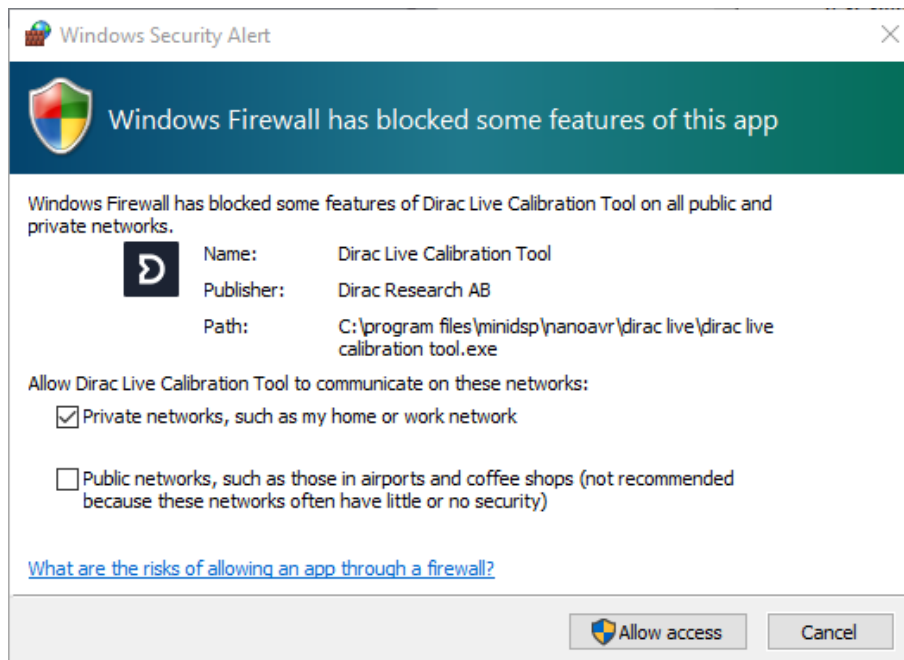 Windows Security Alert
Windows Firewall has blocked some features of this app
Windows Firewall has blocked some features of Dirac Live Calibration Tool on all public and
private networks.
Name: Dirac Live Calibration Tool
Publisher: Dirac Research AB
Path: C:\program files\minidsp\nanoavr\dirac live\dirac live
calibration tool.exe
Allow Dirac Live Calibration Tool to communicate on these networks:
Private networks, such as my home or work network
Public networks, such as those in airports and coffee shops (not recommended
because these networks often have little or no security)
What are the risks of allowing an app through a firewall?
Allow access Cancel